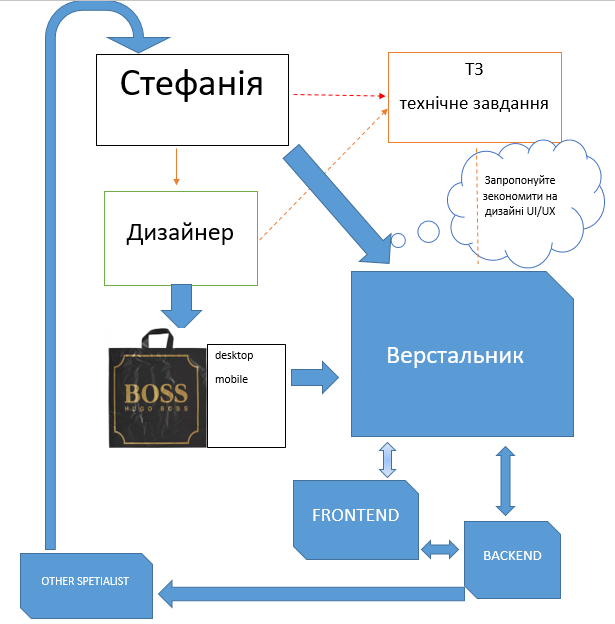 Стефанія
ТЗ
технічне завдання
Запропонуйте
зекономити на
дизайні UI/UX
Дизайнер
desktop
mobile
BOSS
HUGO BOSS
Верстальник
FRONTEND
BACKEND
OTHER SPETIALIST